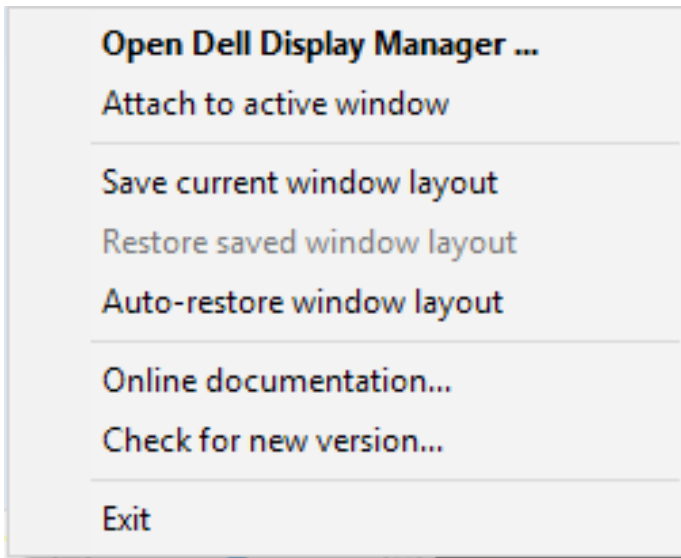 Open Dell Display Manager ...
Attach to active window
Save current window layout
Restore saved window layout
Auto-restore window layout
Online documentation...
Check for new version...
Exit